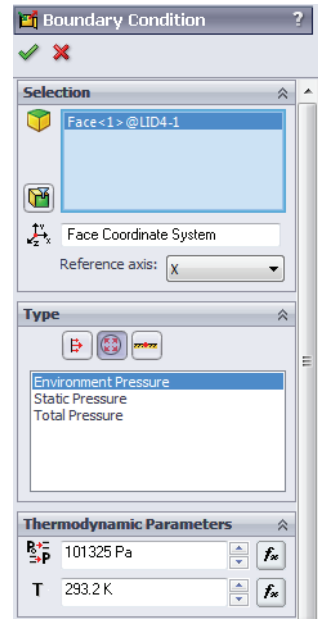 Boundary Condition ?
Selection
Face<1>@LID4-1
Face Coordinate System
Reference axis: X
Type
Environment Pressure
Static Pressure
Total Pressure
Thermodynamic Parameters
101325 Pa
T 293.2 K